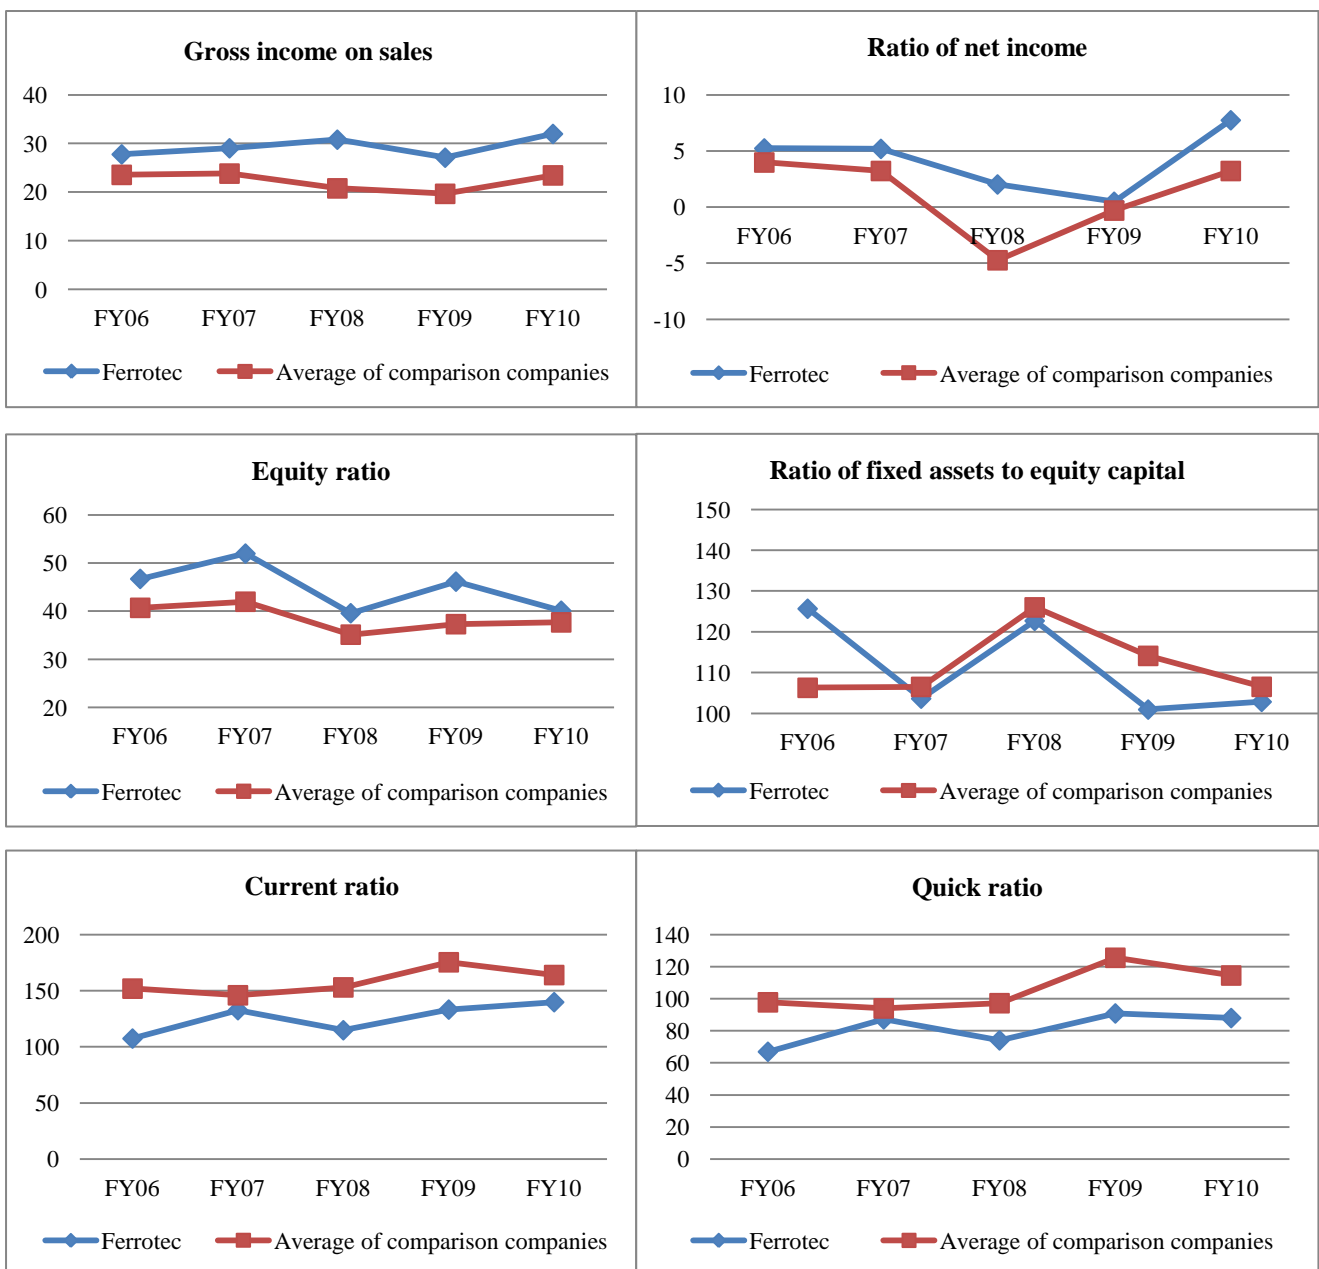 Gross income on sales
40
30
20
10
0
FY06 FY07 FY08 FY09 FY10
Ferrotec Average of comparison companies
Ratio of net income
10
5
0
-5
-10
FY06 FY07 FY08 FY09 FY10
Ferrotec Average of comparison companies
Equity ratio
60
50
40
30
20
FY06 FY07 FY08 FY09 FY10
Ferrotec Average of comparison companies
Ratio of fixed assets to equity capital
150
140
130
120
110
100
FY06 FY07 FY08 FY09 FY10
Ferrotec Average of comparison companies
Current ratio
200
150
100
50
0
FY06 FY07 FY08 FY09 FY10
Ferrotec Average of comparison companies
Quick ratio
140
120
100
80
60
40
20
0
FY06 FY07 FY08 FY09 FY10
Ferrotec Average of comparison companies